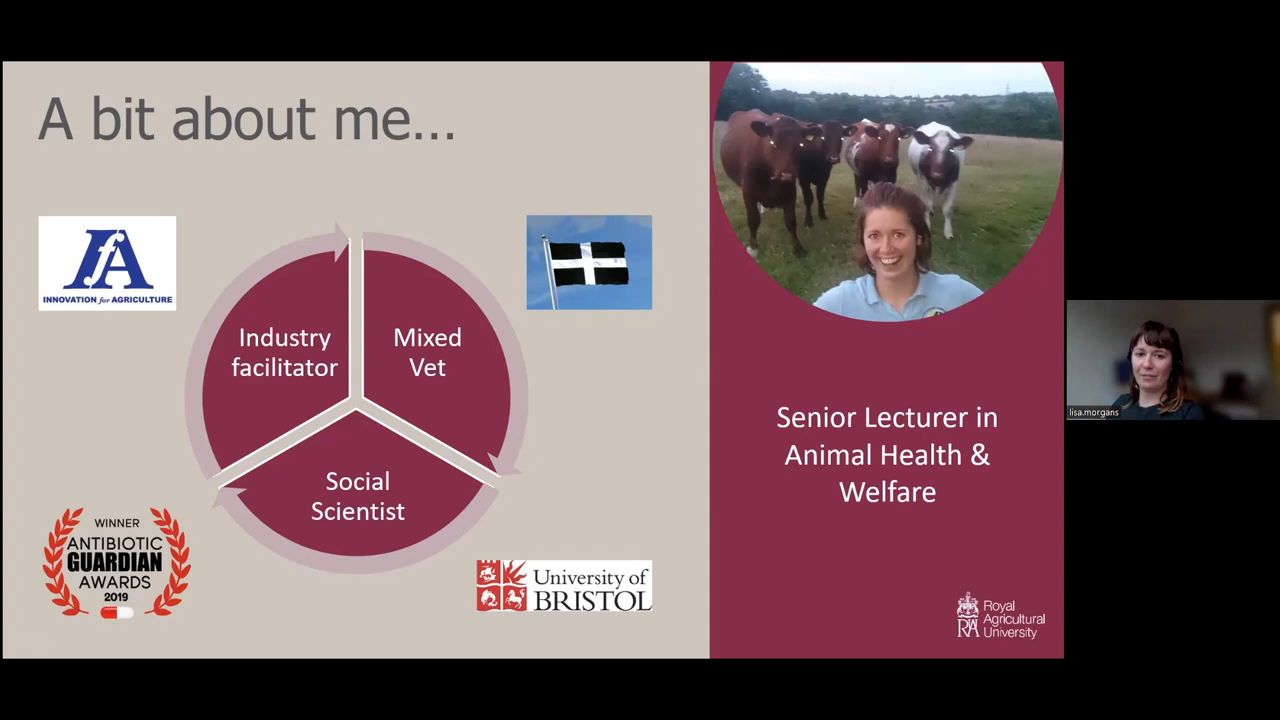 A bit about me...
IfA
INNOVATION for AGRICULTURE
Industry
facilitator
Mixed
Vet
Social
Scientist
WINNER
ANTIBIOTIC
GUARDIAN
AWARDS
2019
University of
BRISTOL
Senior Lecturer in
Animal Health &
Welfare
RAU
Royal
Agricultural
University
lisa.morgans